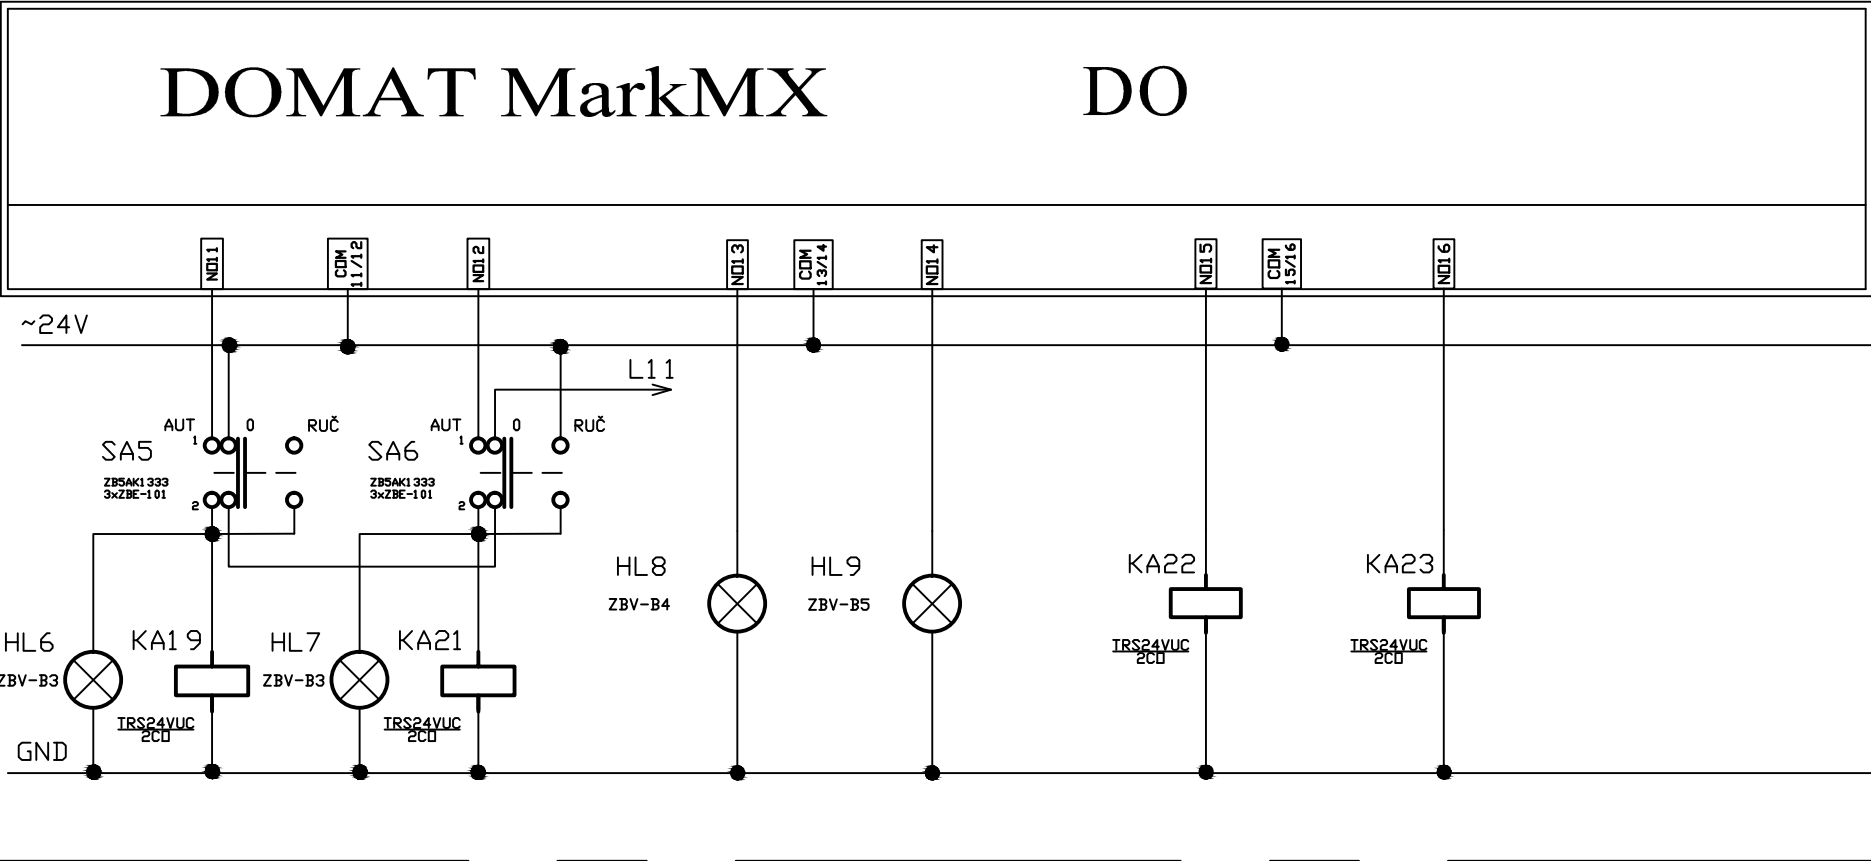 DOMAT MarkMX DO
NO11
COM
11/12
NO12
NO13
COM
13/14
NO14
NO15
COM
15/16
NO16
~24V
L11
AUT 0 RUČ
1
SA5
ZB5AK1333
3xZBE-101
2
AUT 0 RUČ
1
SA6
ZB5AK1333
3xZBE-101
2
HL8
ZBV-B4
HL9
ZBV-B5
KA22
TRS24VUC
2CO
KA23
TRS24VUC
2CO
HL6
ZBV-B3
KA19
TRS24VUC
2CO
HL7
ZBV-B3
KA21
TRS24VUC
2CO
GND